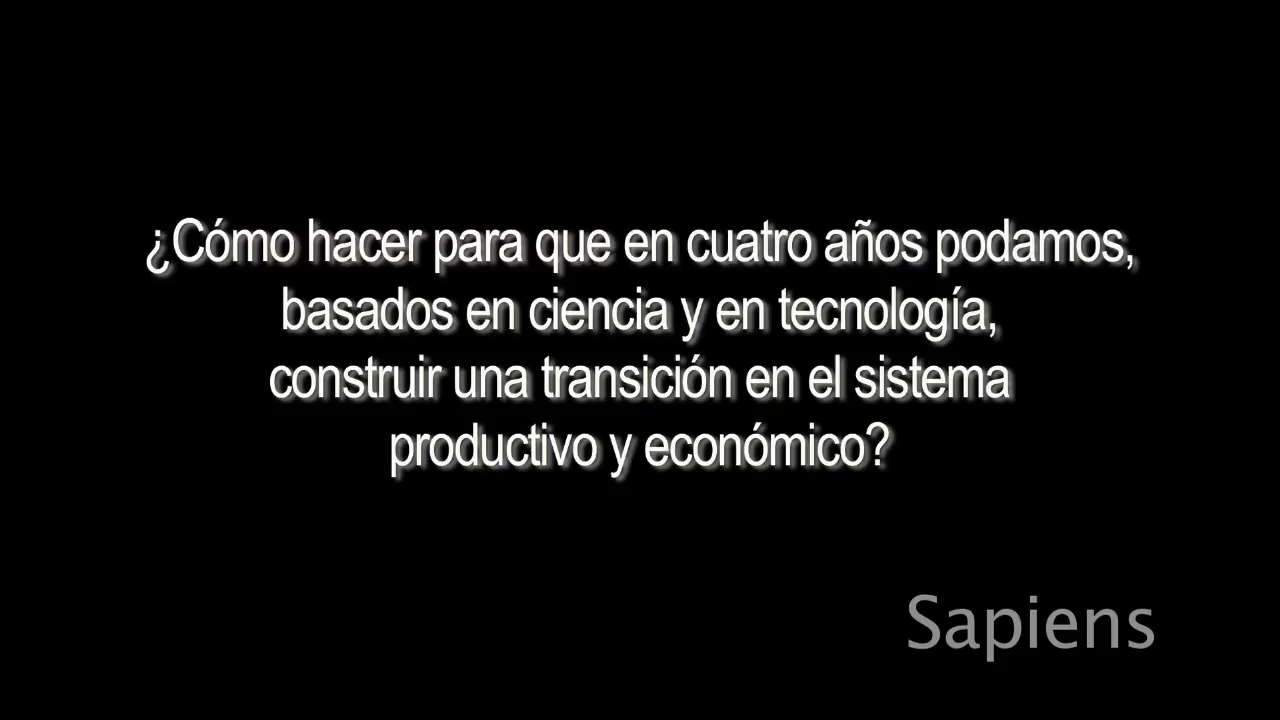 ¿Cómo hacer para que en cuatro años podamos,
basados en ciencia y en tecnología,
construir una transición en el sistema
productivo y económico?
Sapiens